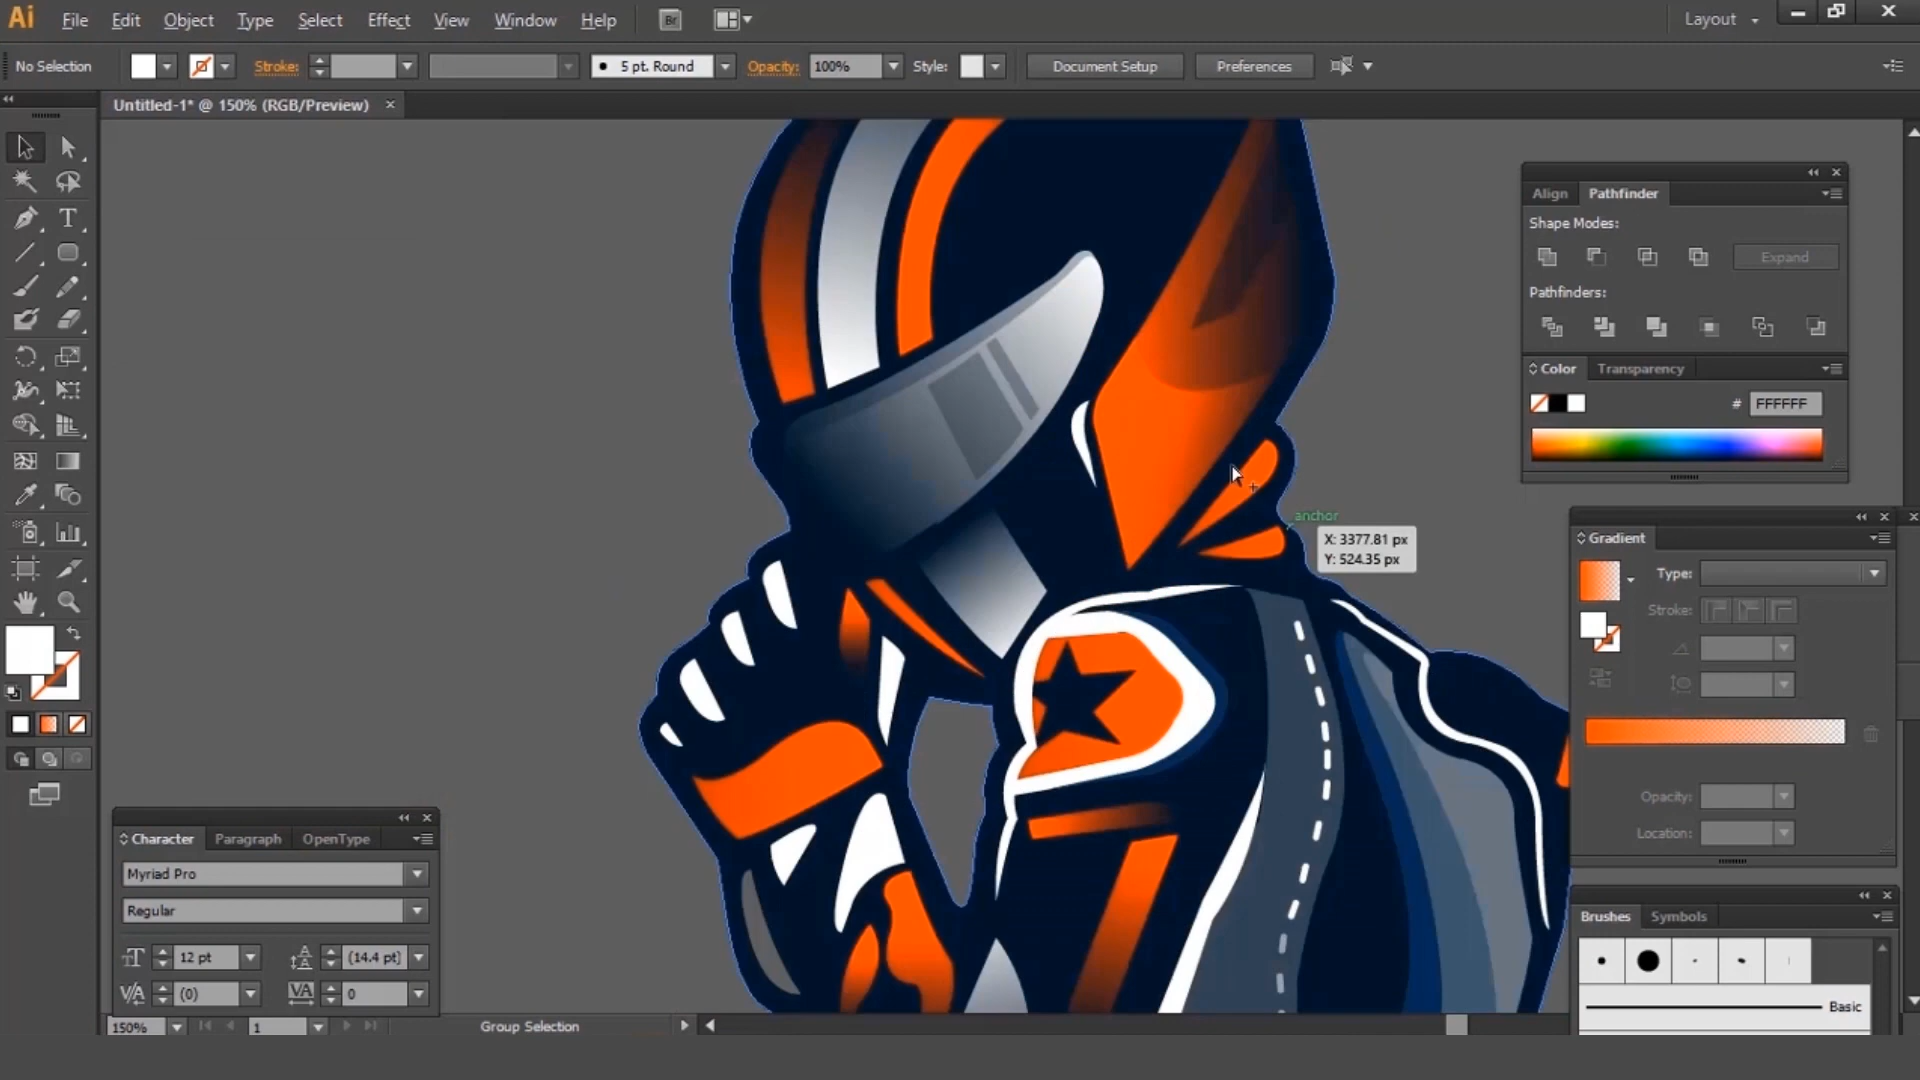 Ai File Edit Object Type Select Effect View Window Help Br Layout
No Selection Stroke: 5 pt. Round Opacity: 100% Style: Document Setup Preferences
Untitled-1* @ 150% (RGB/Preview)
Align Pathfinder
Shape Modes:
Expand
Pathfinders:
Color Transparency
# FFFFFF
anchor
X: 3377.81 px
Y: 524.35 px
Gradient
Type:
Stroke:
Opacity:
Location:
Character Paragraph OpenType
Myriad Pro
Regular
12 pt (14.4 pt)
(0) 0
Brushes Symbols
Basic
150% 1 Group Selection